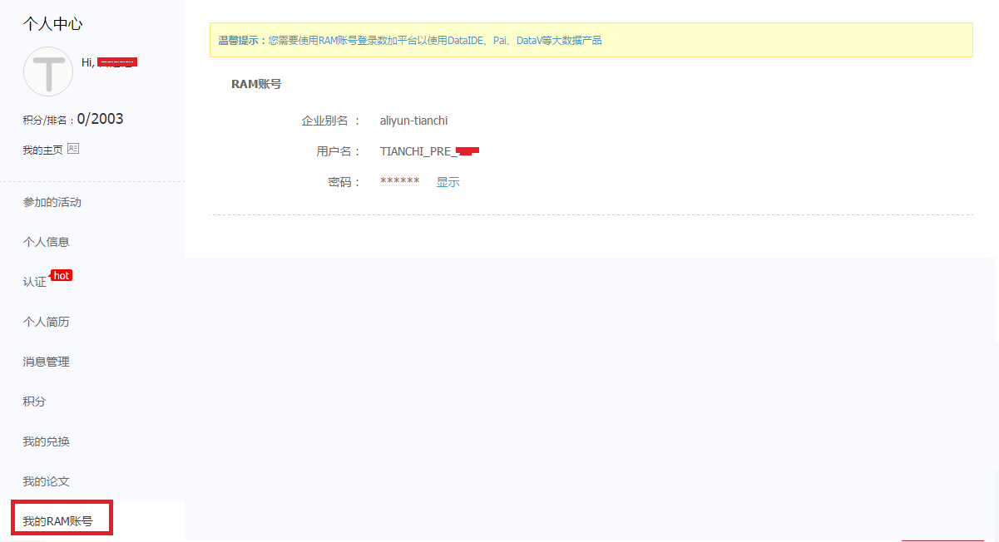 个人中心
T
Hi,
积分/排名：0/2003
我的主页
参加的活动
个人信息
认证 hot
个人简历
消息管理
积分
我的兑换
我的论文
我的RAM账号
温馨提示：您需要使用RAM账号登录数加平台以使用DataIDE、Pai、DataV等大数据产品
RAM账号
企业别名 ： aliyun-tianchi
用户名： TIANCHI_PRE_
密码： ****** 显示